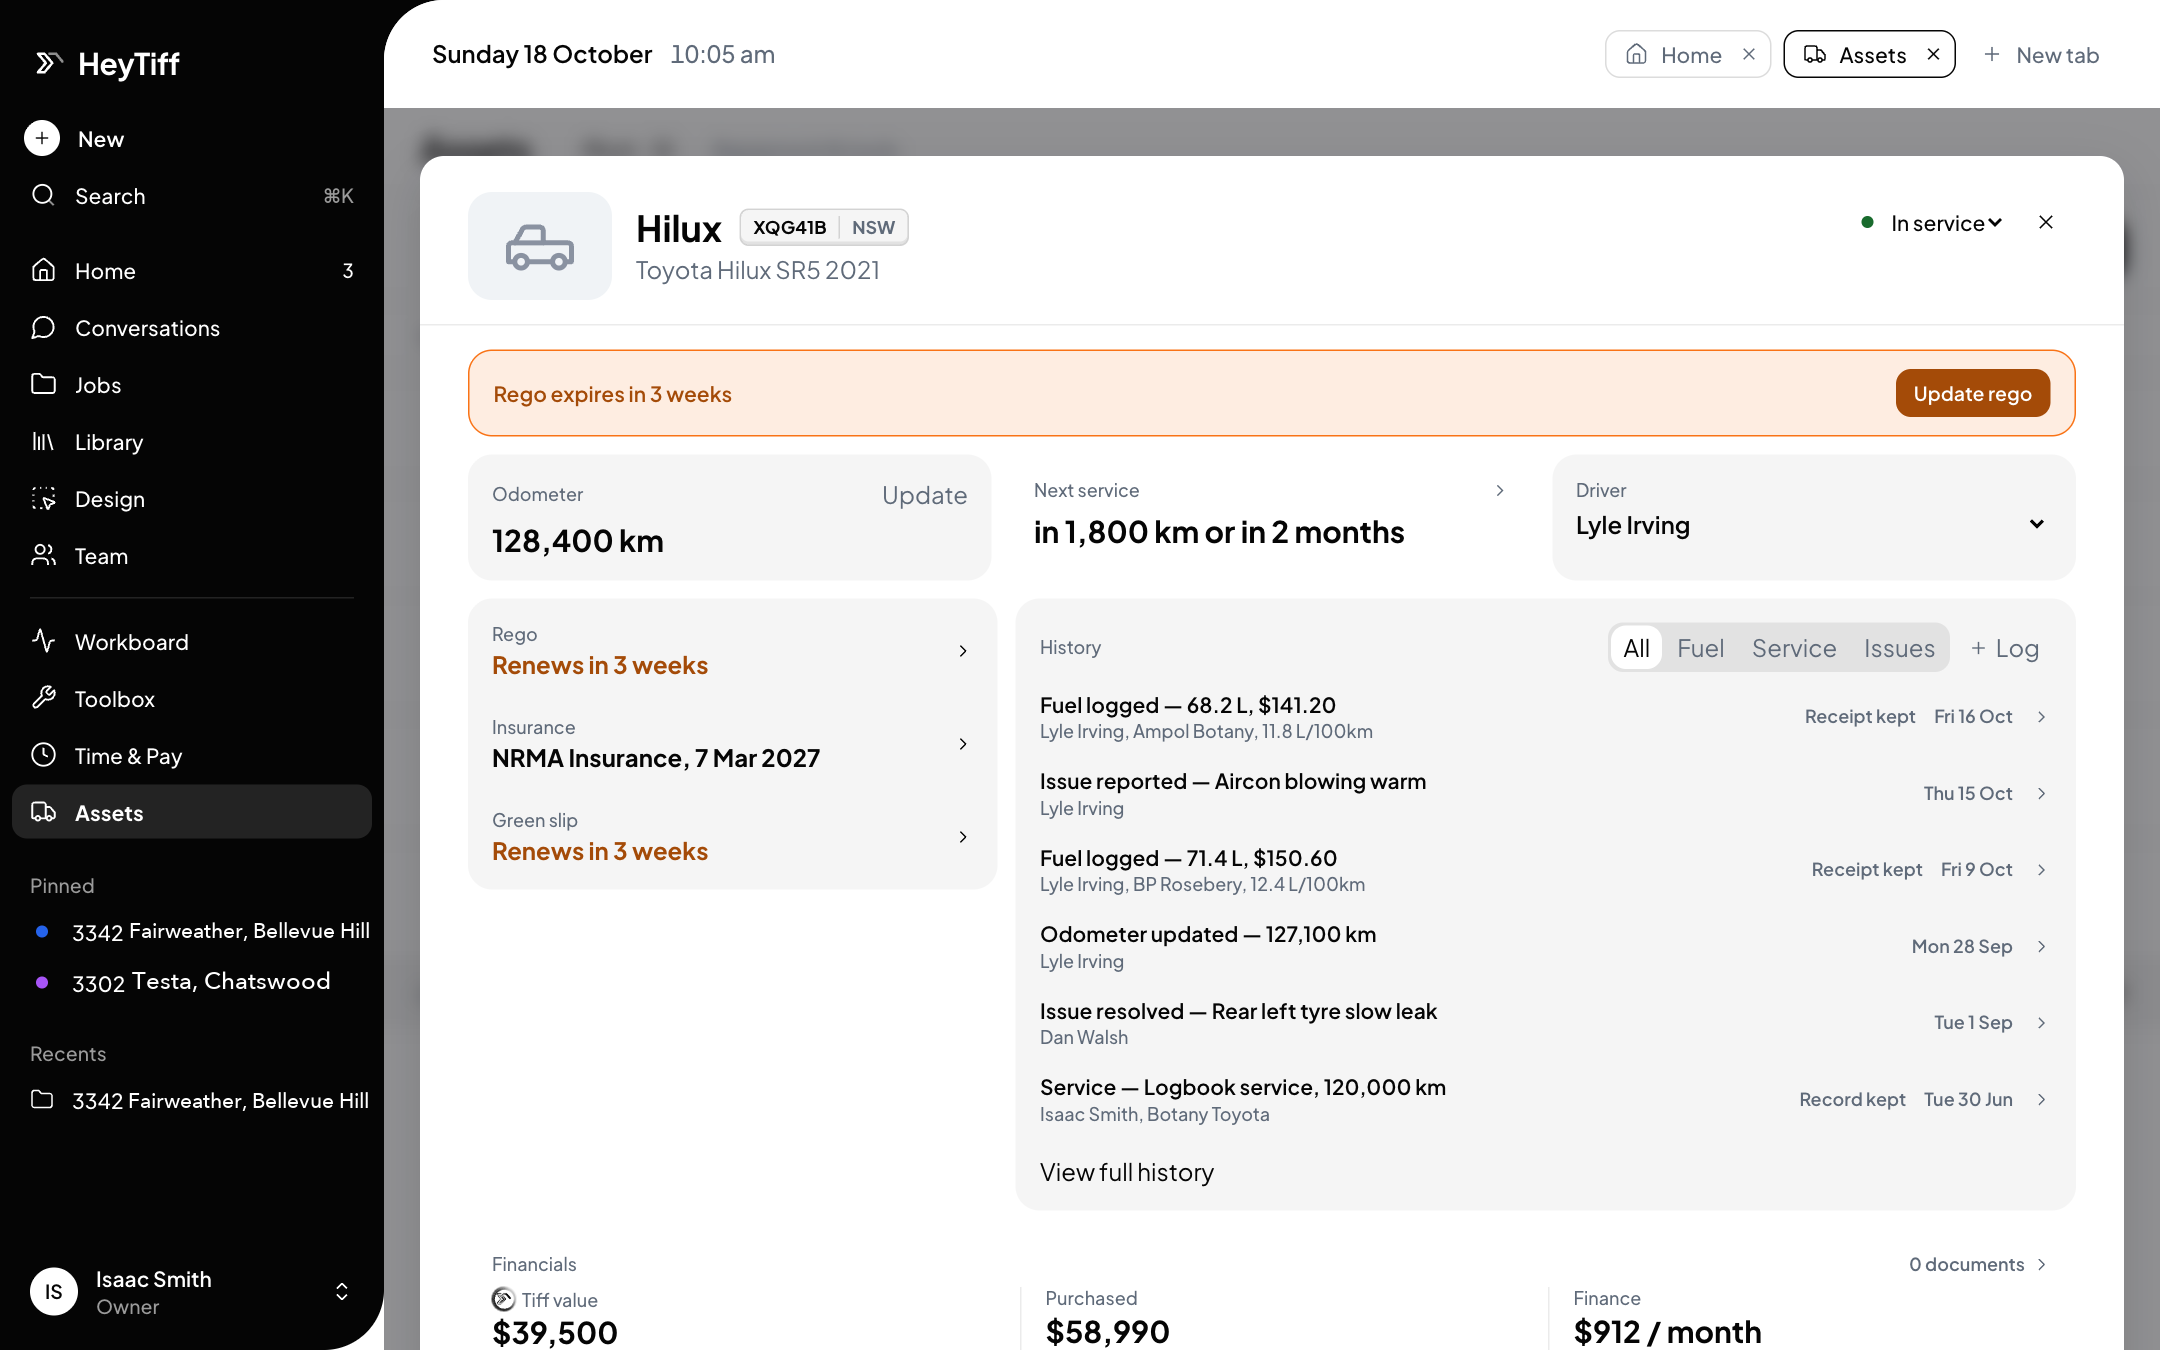 HeyTiff
New
Search ⌘K
Home 3
Conversations
Jobs
Library
Design
Team
Workboard
Toolbox
Time & Pay
Assets
Pinned
3342 Fairweather, Bellevue Hill
3302 Testa, Chatswood
Recents
3342 Fairweather, Bellevue Hill
IS
Isaac Smith
Owner
Sunday 18 October 10:05 am
Home
Assets
New tab
Assets
Hilux XQG41B NSW
Toyota Hilux SR5 2021
In service
Rego expires in 3 weeks
Update rego
Odometer Update
128,400 km
Next service
in 1,800 km or in 2 months
Driver
Lyle Irving
Rego
Renews in 3 weeks
Insurance
NRMA Insurance, 7 Mar 2027
Green slip
Renews in 3 weeks
History All Fuel Service Issues + Log
Fuel logged — 68.2 L, $141.20
Lyle Irving, Ampol Botany, 11.8 L/100km
Receipt kept Fri 16 Oct
Issue reported — Aircon blowing warm
Lyle Irving
Thu 15 Oct
Fuel logged — 71.4 L, $150.60
Lyle Irving, BP Rosebery, 12.4 L/100km
Receipt kept Fri 9 Oct
Odometer updated — 127,100 km
Lyle Irving
Mon 28 Sep
Issue resolved — Rear left tyre slow leak
Dan Walsh
Tue 1 Sep
Service — Logbook service, 120,000 km
Isaac Smith, Botany Toyota
Record kept Tue 30 Jun
View full history
Financials 0 documents
Tiff value
$39,500
Purchased
$58,990
Finance
$912 / month